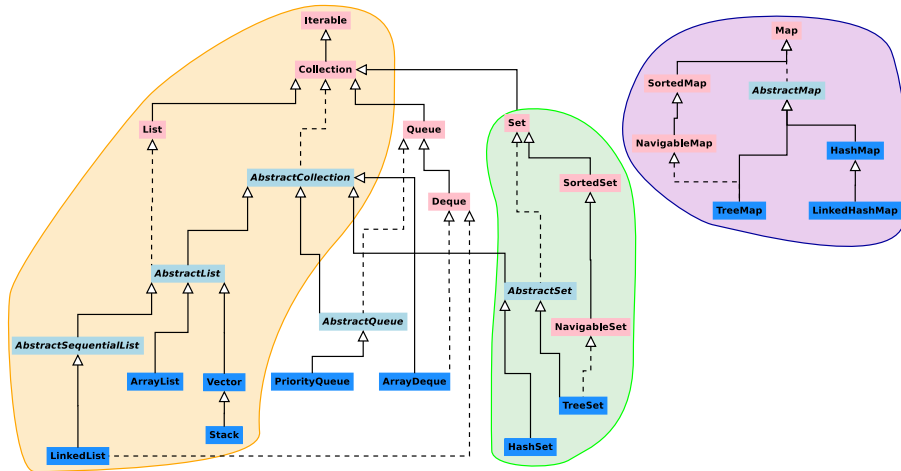 Iterable
Map
Collection
SortedMap
AbstractMap
List
Queue
Set
NavigableMap
HashMap
AbstractCollection
SortedSet
Deque
TreeMap
LinkedHashMap
AbstractList
AbstractSet
AbstractQueue
NavigableSet
AbstractSequentialList
ArrayList
Vector
PriorityQueue
ArrayDeque
TreeSet
Stack
HashSet
LinkedList